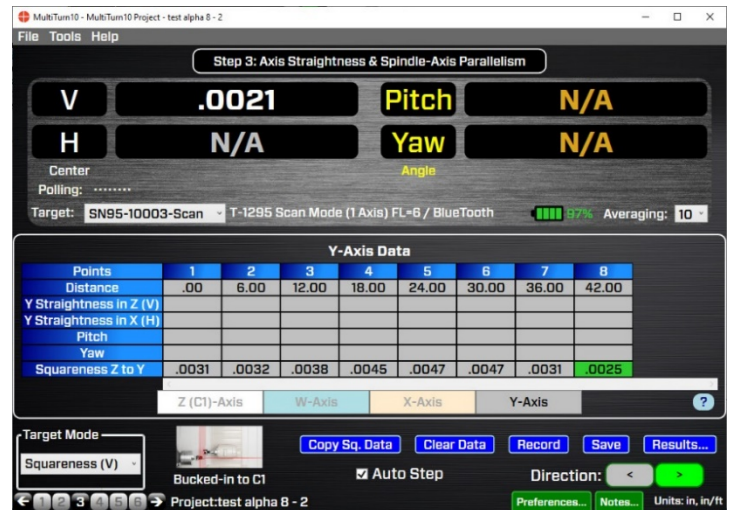 MultiTurn10 - MultiTurn10 Project - test alpha 8 - 2
File Tools Help
Step 3: Axis Straightness & Spindle-Axis Parallelism
V .0021 Pitch N/A
H N/A Yaw N/A
Center Angle
Polling: ········
Target: SN95-10003-Scan T-1295 Scan Mode (1 Axis) FL=6 / BlueTooth 97% Averaging: 10
Y-Axis Data
Points 1 2 3 4 5 6 7 8
Distance .00 6.00 12.00 18.00 24.00 30.00 36.00 42.00
Y Straightness in Z (V)
Y Straightness in X (H)
Pitch
Yaw
Squareness Z to Y .0031 .0032 .0038 .0045 .0047 .0047 .0031 .0025
Z (C1)-Axis W-Axis X-Axis Y-Axis ?
Target Mode
Squareness (V)
Bucked-in to C1
Copy Sq. Data Clear Data Record Save Results...
Auto Step Direction: < >
1 2 3 4 5 6 Project:test alpha 8 - 2 Preferences... Notes... Units: in, in/ft